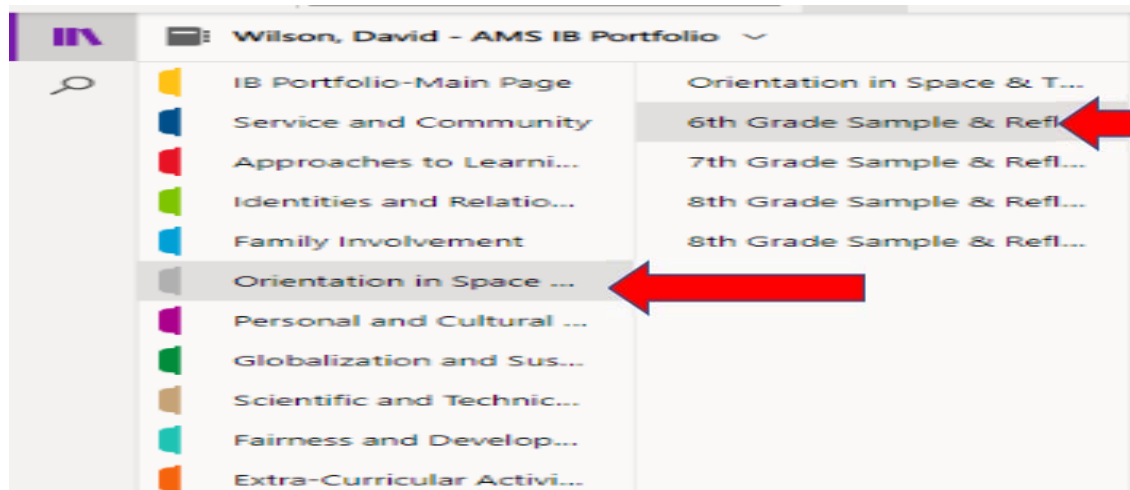 Wilson, David - AMS IB Portfolio
IB Portfolio-Main Page
Service and Community
Approaches to Learni...
Identities and Relatio...
Family Involvement
Orientation in Space ...
Personal and Cultural ...
Globalization and Sus...
Scientific and Technic...
Fairness and Develop...
Extra-Curricular Activi...
Orientation in Space & T...
6th Grade Sample & Refl
7th Grade Sample & Refl...
8th Grade Sample & Refl...
8th Grade Sample & Refl...